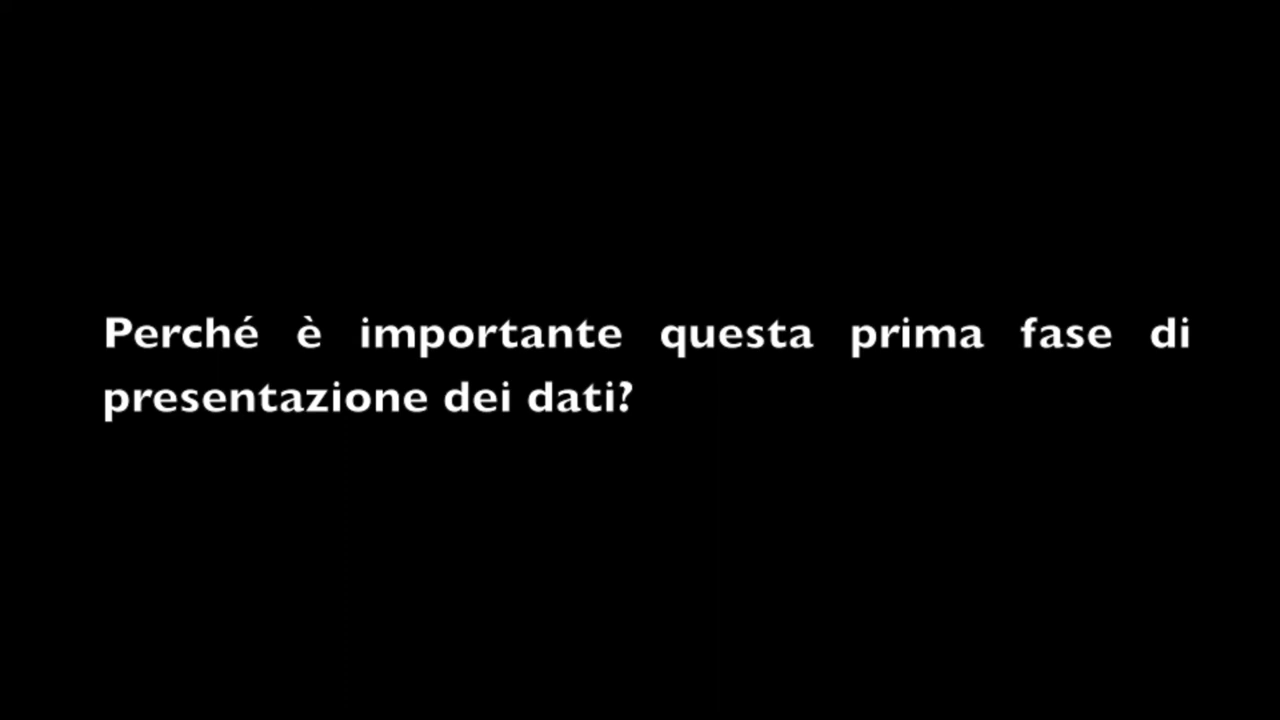 Perché è importante questa prima fase di
presentazione dei dati?